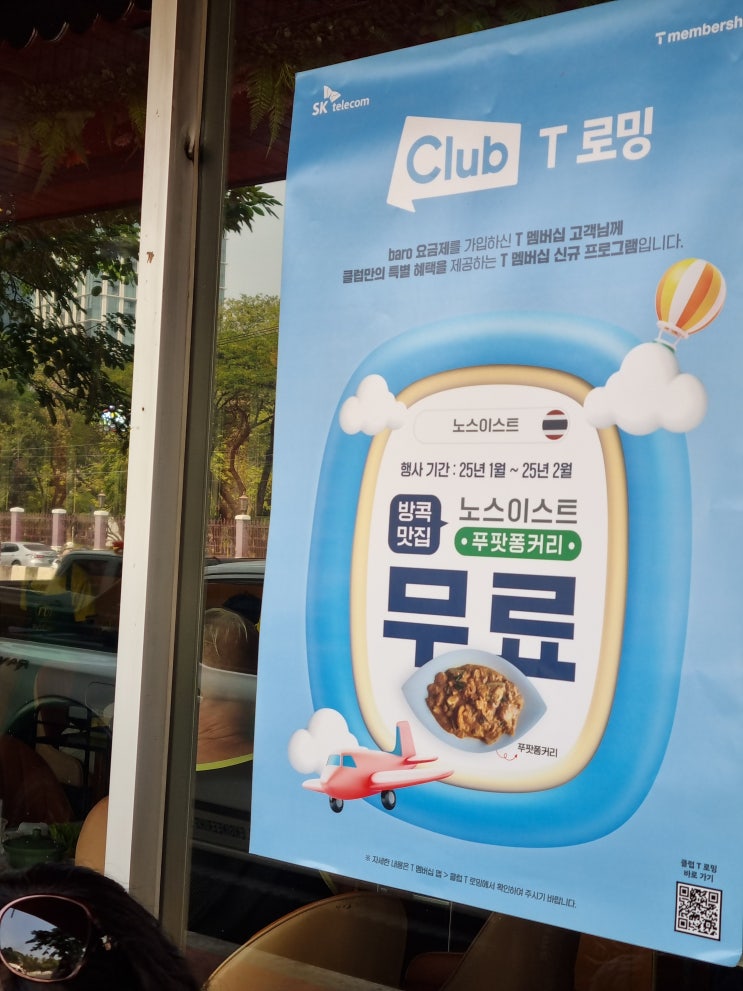 SK telecom
T membersh
Club T 로밍
baro 요금제를 가입하신 T 멤버십 고객님께
클럽만의 특별 혜택을 제공하는 T 멤버십 신규 프로그램입니다.
노스이스트
행사 기간 : 25년 1월 ~ 25년 2월
방콕
맛집
노스이스트
• 푸팟퐁커리 •
무료
푸팟퐁커리
※ 자세한 내용은 T 멤버십 앱 > 클럽 T 로밍에서 확인하여 주시기 바랍니다.
클럽 T 로밍
바로 가기